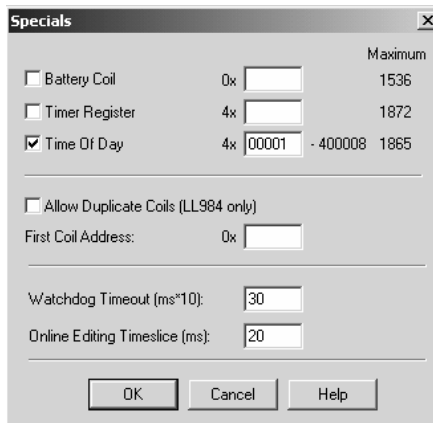 Specials
Maximum
Battery Coil 0x 1536
Timer Register 4x 1872
Time Of Day 4x 00001 - 400008 1865
Allow Duplicate Coils (LL984 only)
First Coil Address: 0x
Watchdog Timeout (ms*10): 30
Online Editing Timeslice (ms): 20
OK Cancel Help